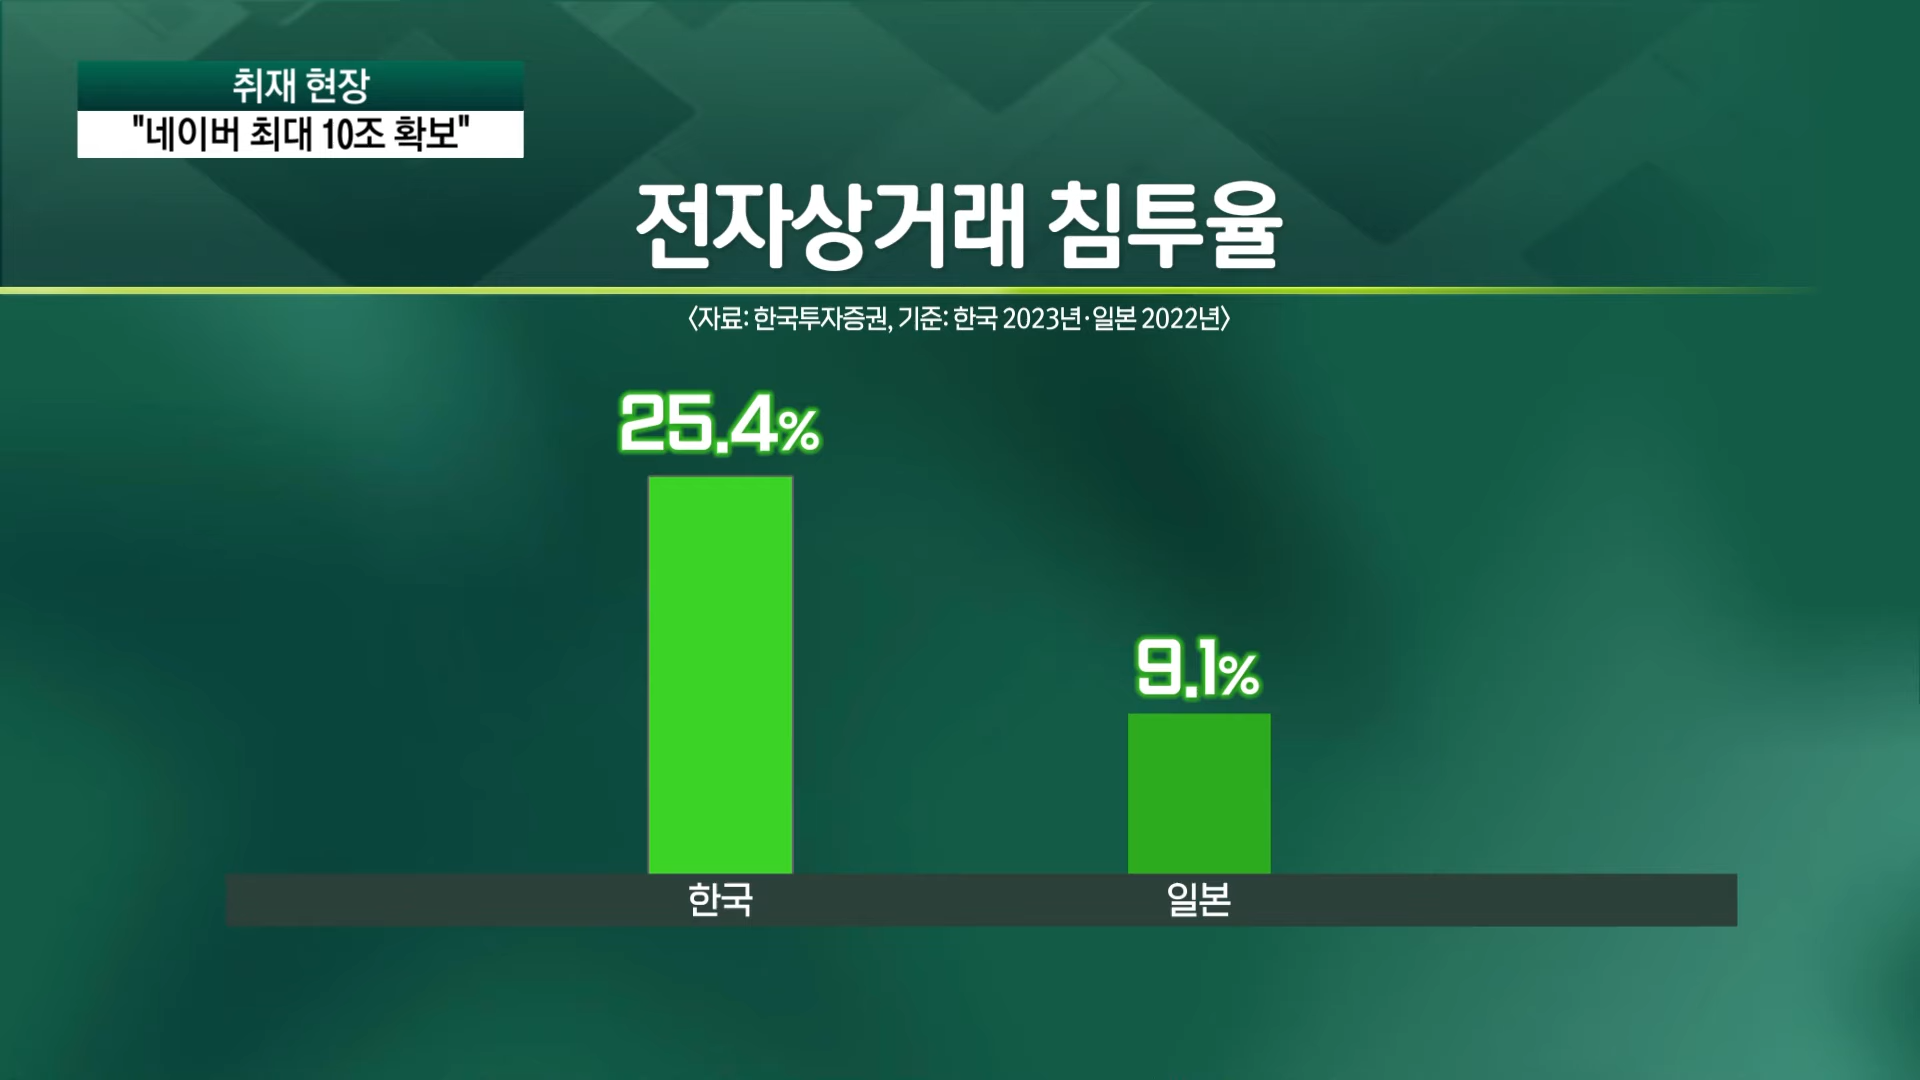 취재 현장
"네이버 최대 10조 확보"
전자상거래 침투율
〈자료: 한국투자증권, 기준: 한국 2023년·일본 2022년〉
25.4%
9.1%
한국
일본